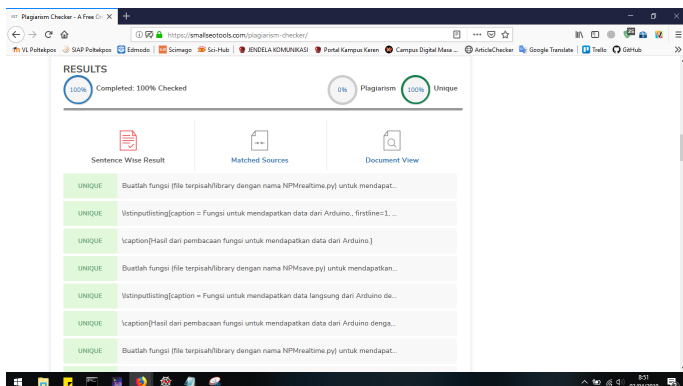 Plagiarism Checker - A Free On
https://smallseotools.com/plagiarism-checker/
VL Poltekpos SIAP Poltekpos Edmodo Scimago Sci-Hub JENDELA KOMUNIKASI Portal Kampus Keren Campus Digital Masa ... ArticleChecker Google Translate Trello GitHub
RESULTS
100% Completed: 100% Checked 0% Plagiarism 100% Unique
Sentence Wise Result Matched Sources Document View
UNIQUE Buatlah fungsi (file terpisah/library dengan nama NPMrealtime.py) untuk mendapat...
UNIQUE \lstinputlisting[caption = Fungsi untuk mendapatkan data dari Arduino., firstline=1, ...
UNIQUE \caption{Hasil dari pembacaan fungsi untuk mendapatkan data dari Arduino.}
UNIQUE Buatlah fungsi (file terpisah/library dengan nama NPMsave.py) untuk mendapatkan...
UNIQUE \lstinputlisting[caption = Fungsi untuk mendapatkan data langsung dari Arduino de...
UNIQUE \caption{Hasil dari pembacaan fungsi untuk mendapatkan data dari Arduino denga...
UNIQUE Buatlah fungsi (file terpisah/library dengan nama NPMrealtime.py) untuk mendapat...
8:51